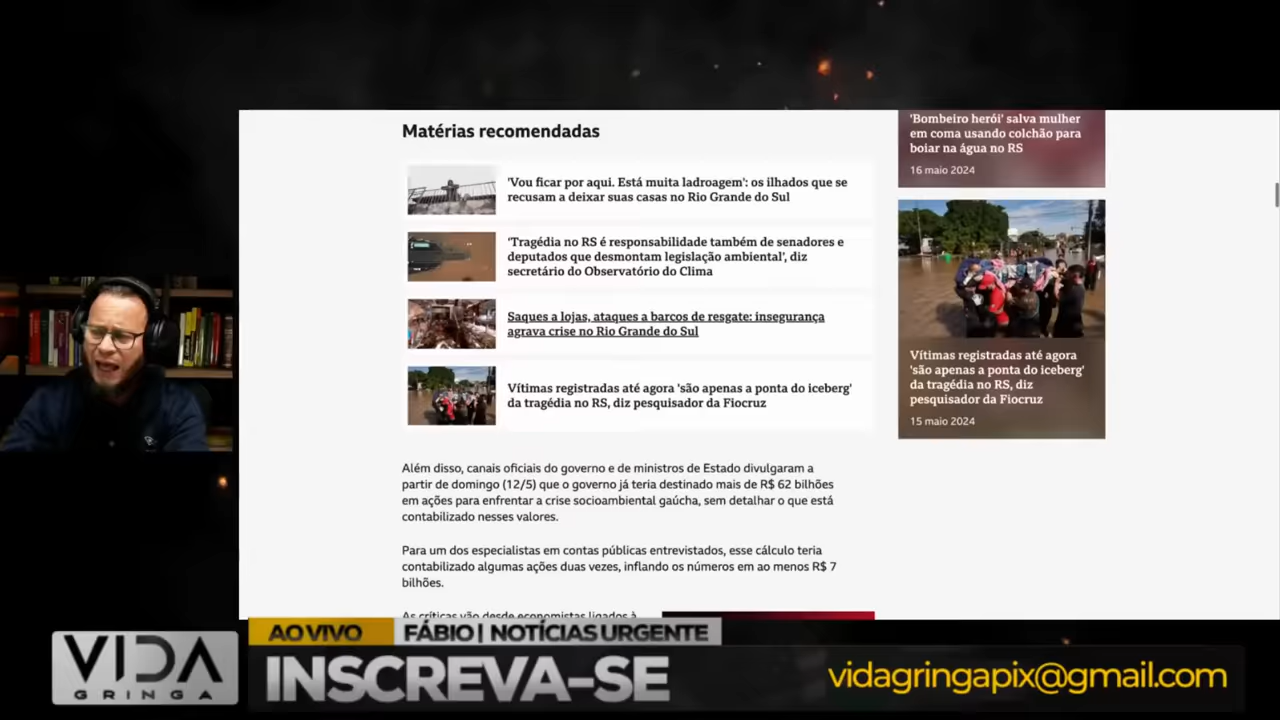 Matérias recomendadas
'Vou ficar por aqui. Está muita ladroagem': os ilhados que se
recusam a deixar suas casas no Rio Grande do Sul
'Tragédia no RS é responsabilidade também de senadores e
deputados que desmontam legislação ambiental', diz
secretário do Observatório do Clima
Saques a lojas, ataques a barcos de resgate: insegurança
agrava crise no Rio Grande do Sul
Vítimas registradas até agora 'são apenas a ponta do iceberg'
da tragédia no RS, diz pesquisador da Fiocruz
Além disso, canais oficiais do governo e de ministros de Estado divulgaram a
partir de domingo (12/5) que o governo já teria destinado mais de R$ 62 bilhões
em ações para enfrentar a crise socioambiental gaúcha, sem detalhar o que está
contabilizado nesses valores.
Para um dos especialistas em contas públicas entrevistados, esse cálculo teria
contabilizado algumas ações duas vezes, inflando os números em ao menos R$ 7
bilhões.
As críticas vão desde economistas ligados à
'Bombeiro herói' salva mulher
em coma usando colchão para
boiar na água no RS
16 maio 2024
Vítimas registradas até agora
'são apenas a ponta do iceberg'
da tragédia no RS, diz
pesquisador da Fiocruz
15 maio 2024
VIDA
GRINGA
AO VIVO
FÁBIO | NOTÍCIAS URGENTE
INSCREVA-SE
vidagringapix@gmail.com